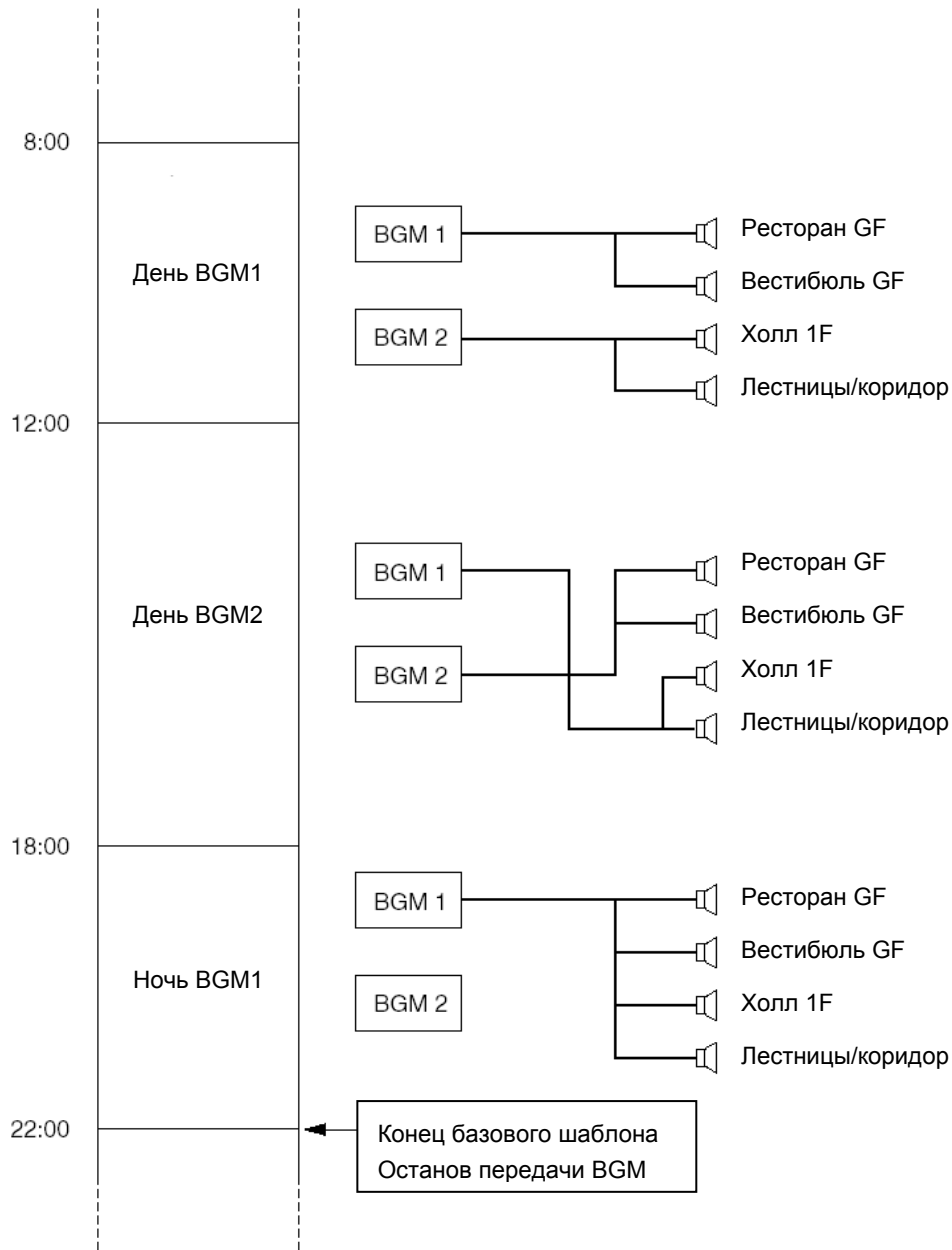 8:00
День BGM1
BGM 1
Ресторан GF
Вестибюль GF
BGM 2
Холл 1F
Лестницы/коридор
12:00
День BGM2
BGM 1
Ресторан GF
Вестибюль GF
BGM 2
Холл 1F
Лестницы/коридор
18:00
Ночь BGM1
BGM 1
Ресторан GF
Вестибюль GF
BGM 2
Холл 1F
Лестницы/коридор
22:00
Конец базового шаблона
Останов передачи BGM